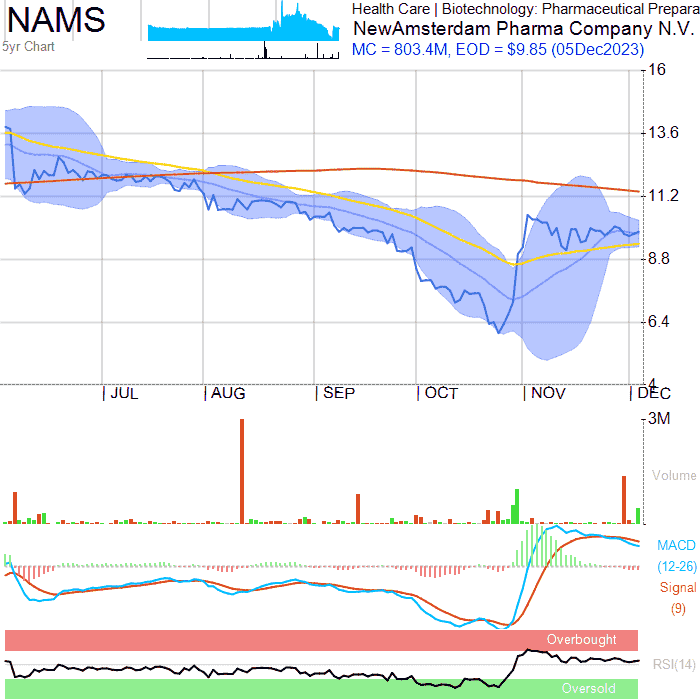 NAMS
5yr Chart
Health Care | Biotechnology: Pharmaceutical Prepara
NewAmsterdam Pharma Company N.V.
MC = 803.4M, EOD = $9.85 (05Dec2023)
16
13.6
11.2
8.8
6.4
4
JUL
AUG
SEP
OCT
NOV
DEC
3M
Volume
MACD
(12-26)
Signal
(9)
Overbought
RSI(14)
Oversold